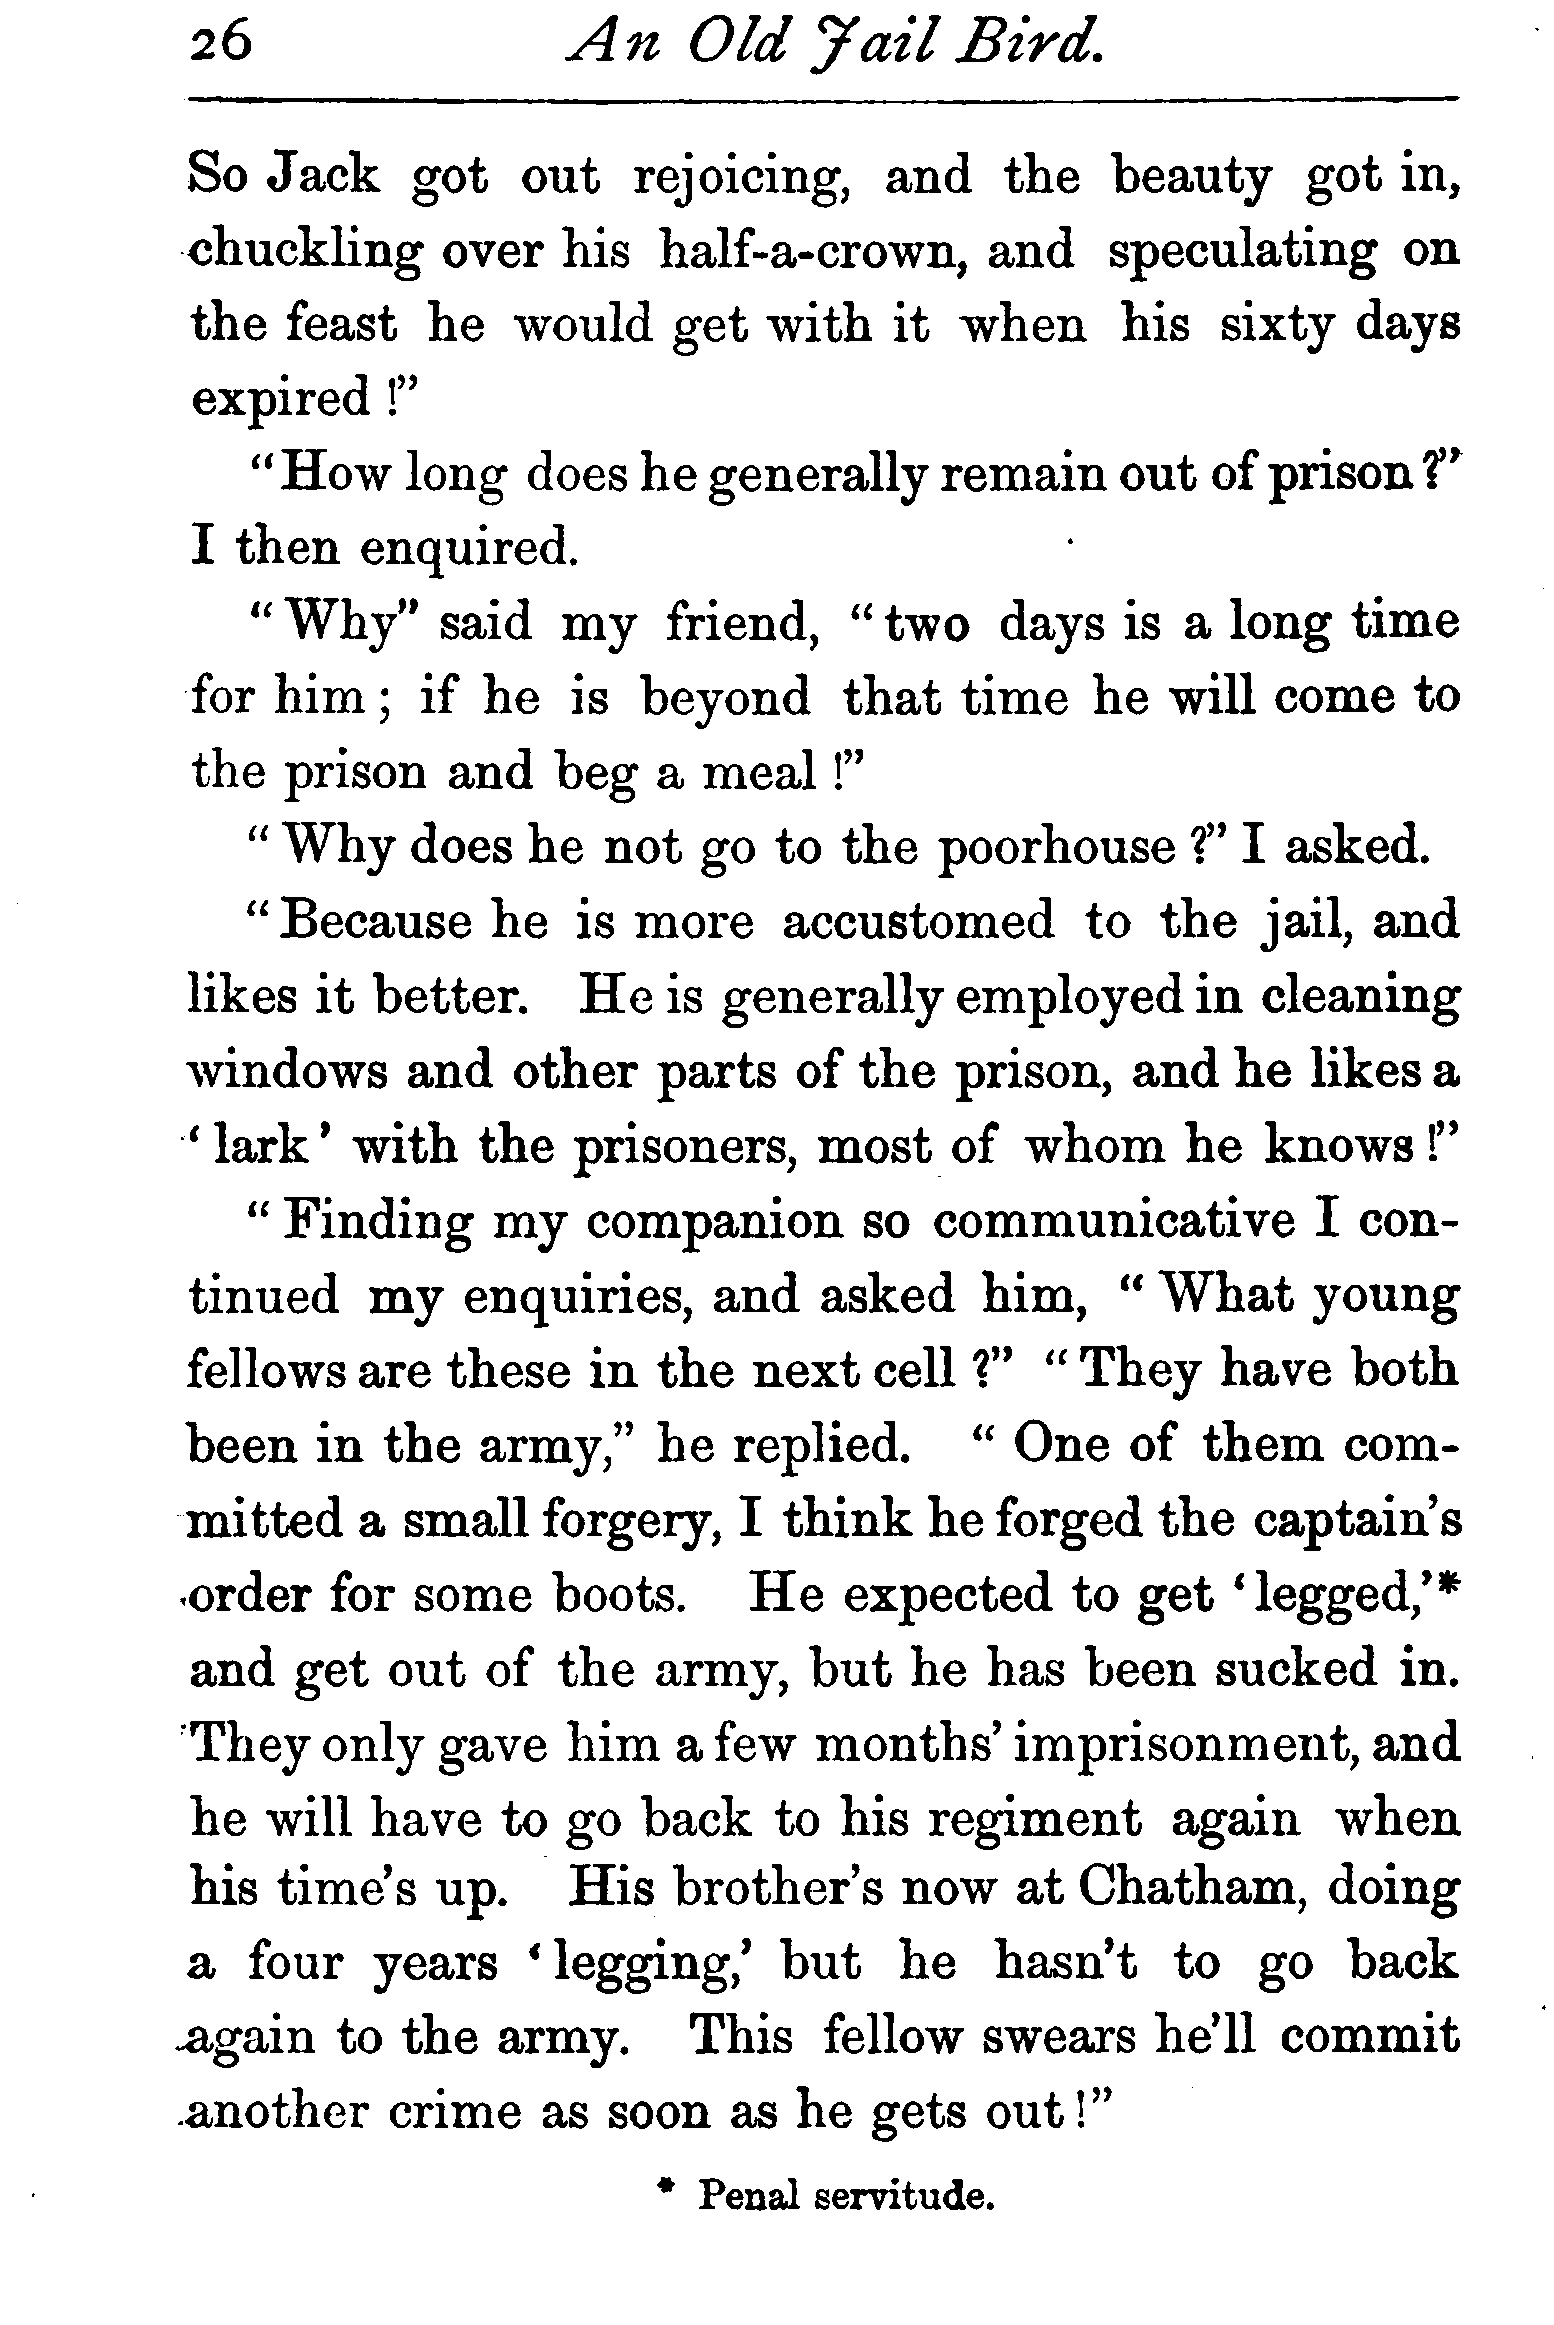 26 An Old Jail Bird.
So Jack got out rejoicing, and the beauty got in,
chuckling over his half-a-crown, and speculating on
the feast he would get with it when his sixty days
expired !”
“How long does he generally remain out of prison?”
I then enquired.
“Why” said my friend, “two days is a long time
for him ; if he is beyond that time he will come to
the prison and beg a meal !”
“Why does he not go to the poorhouse ?” I asked.
“Because he is more accustomed to the jail, and
likes it better. He is generally employed in cleaning
windows and other parts of the prison, and he likes a
‘lark’ with the prisoners, most of whom he knows !”
“Finding my companion so communicative I con-
tinued my enquiries, and asked him, “What young
fellows are these in the next cell ?” “They have both
been in the army,” he replied. “One of them com-
mitted a small forgery, I think he forged the captain’s
order for some boots. He expected to get ‘legged,’*
and get out of the army, but he has been sucked in.
They only gave him a few months’ imprisonment, and
he will have to go back to his regiment again when
his time’s up. His brother’s now at Chatham, doing
a four years ‘legging,’ but he hasn’t to go back
again to the army. This fellow swears he’ll commit
another crime as soon as he gets out !”
* Penal servitude.